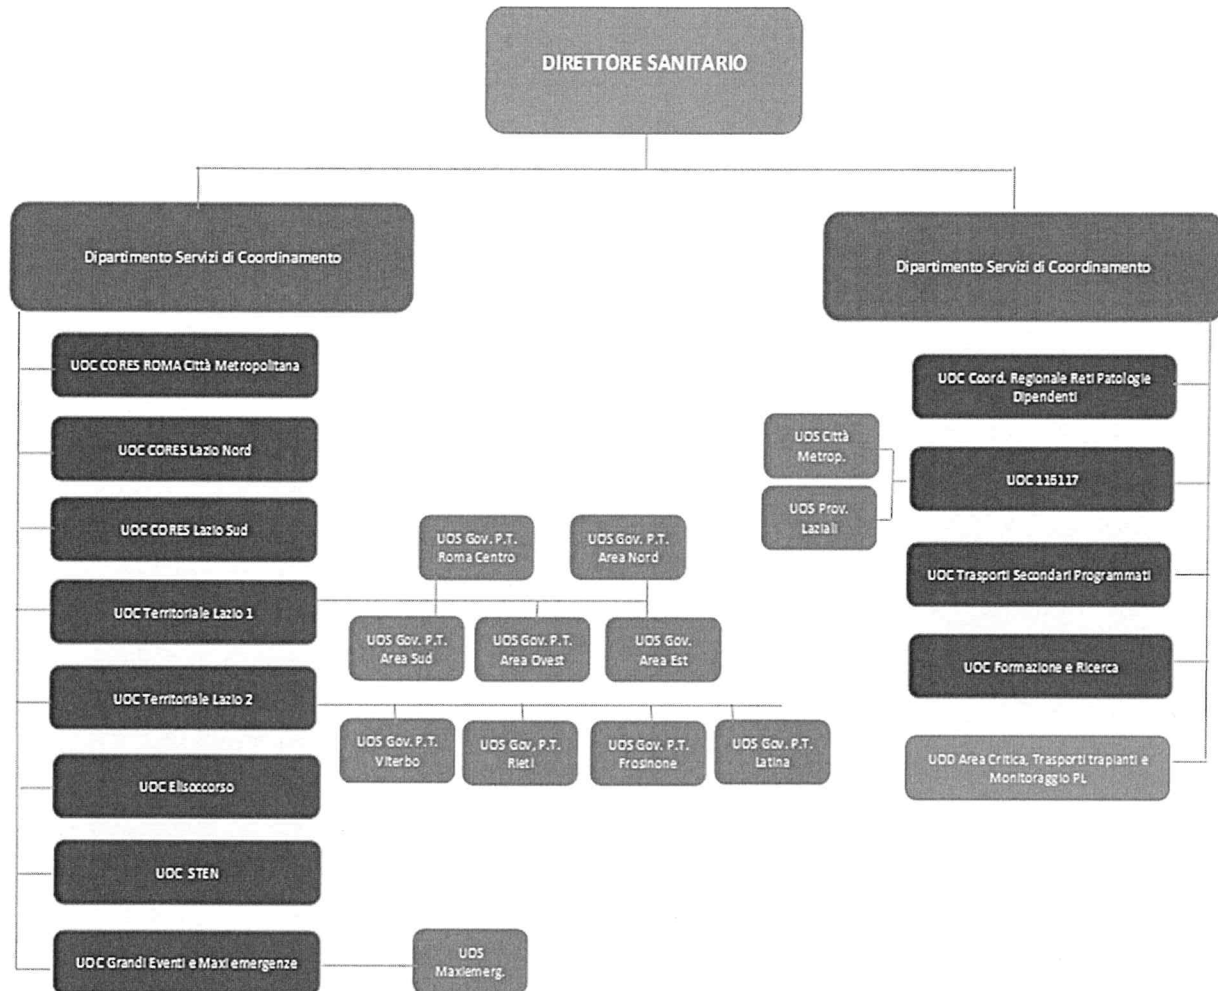 DIRETTORE SANITARIO
Dipartimento Servizi di Coordinamento
Dipartimento Servizi di Coordinamento
UOC CORES ROMA Città Metropolitana
UOC CORES Lazio Nord
UOC CORES Lazio Sud
UOC Territoriale Lazio 1
UOS Gov. P.T.
Roma Centro
UOS Gov. P.T.
Area Nord
UOS Gov. P.T.
Area Sud
UOS Gov. P.T.
Area Ovest
UOS Gov.
Area Est
UOC Territoriale Lazio 2
UOS Gov. P.T.
Viterbo
UOS Gov, P.T.
Rieti
UOS Gov. P.T.
Frosinone
UOS Gov. P.T.
Latina
UOC Elisoccorso
UOC STEN
UOC Grandi Eventi e Maxi emergenze
UOS
Maxiemerg.
UOC Coord. Regionale Reti Patologie
Dipendenti
UOS Città
Metrop.
UOS Prov.
Laziali
UOC 116117
UOC Trasporti Secondari Programmati
UOC Formazione e Ricerca
UOD Area Critica, Trasporti trapianti e
Monitoraggio PL